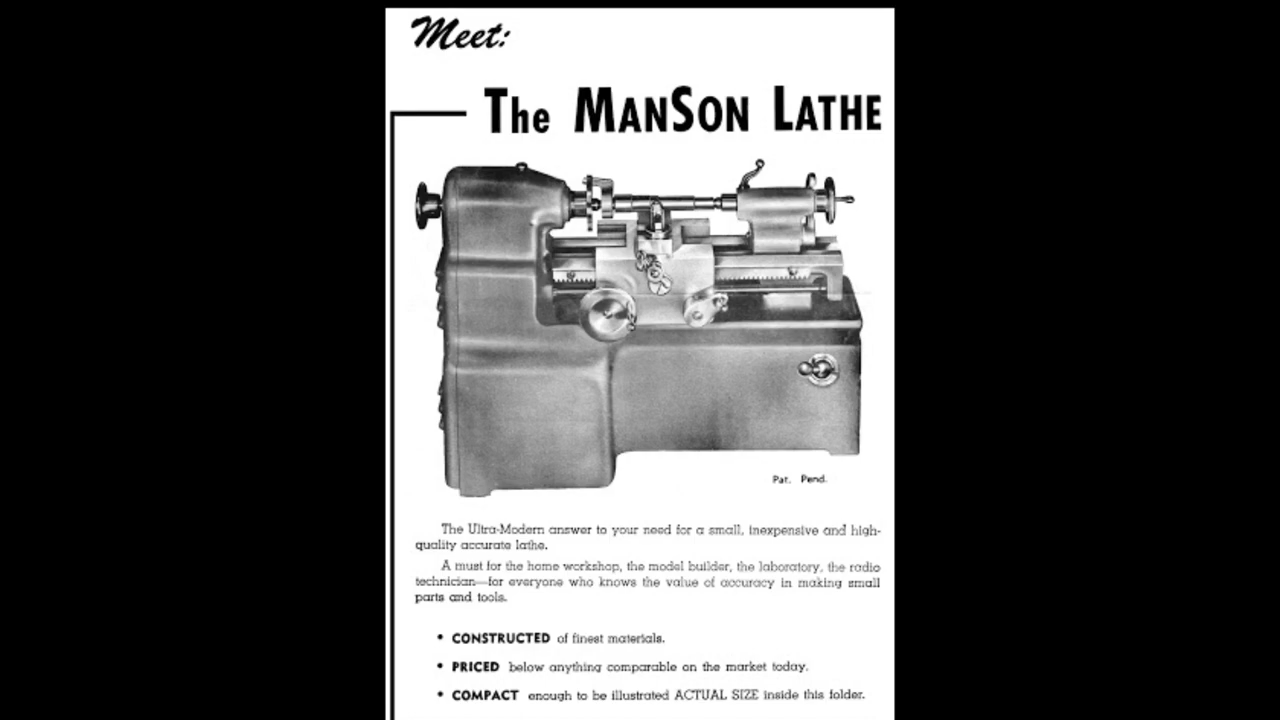 Meet:
The MANSON LATHE
Pat. Pend.
The Ultra-Modern answer to your need for a small, inexpensive and high-
quality accurate lathe.
A must for the home workshop, the model builder, the laboratory, the radio
technician—for everyone who knows the value of accuracy in making small
parts and tools.
• CONSTRUCTED of finest materials.
• PRICED below anything comparable on the market today.
• COMPACT enough to be illustrated ACTUAL SIZE inside this folder.